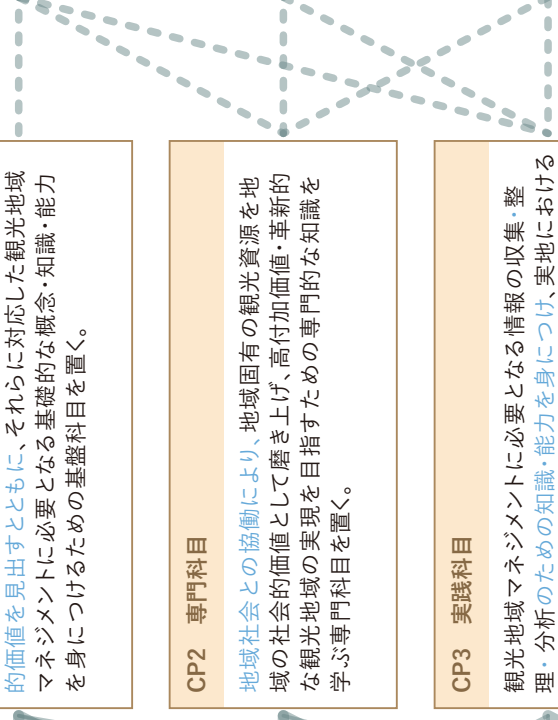 的価値を見出すとともに、それらに対応した観光地域
マネジメントに必要となる基礎的な概念・知識・能力
を身につけるための基盤科目を置く。
CP2 専門科目
地域社会との協働により、地域固有の観光資源を地
域の社会的価値として磨き上げ、高付加価値・革新的
な観光地域の実現を目指すための専門的な知識を
学ぶ専門科目を置く。
CP3 実践科目
観光地域マネジメントに必要となる情報の収集・整
理・分析のための知識・能力を身につけ、実地における